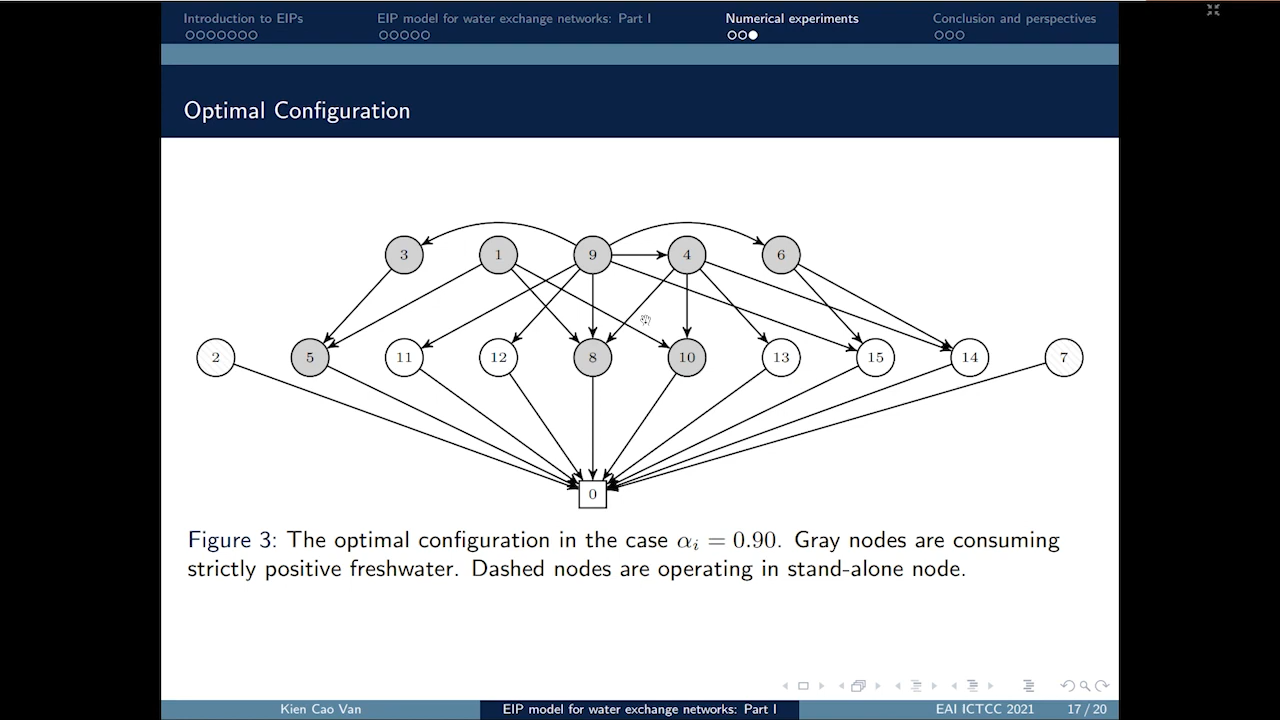 Introduction to EIPs
EIP model for water exchange networks: Part I
Numerical experiments
Conclusion and perspectives
Optimal Configuration
3 1 9 4 6
2 5 11 12 8 10 13 15 14 7
0
Figure 3: The optimal configuration in the case αᵢ = 0.90. Gray nodes are consuming
strictly positive freshwater. Dashed nodes are operating in stand-alone node.
Kien Cao Van
EIP model for water exchange networks: Part I
EAI ICTCC 2021
17 / 20